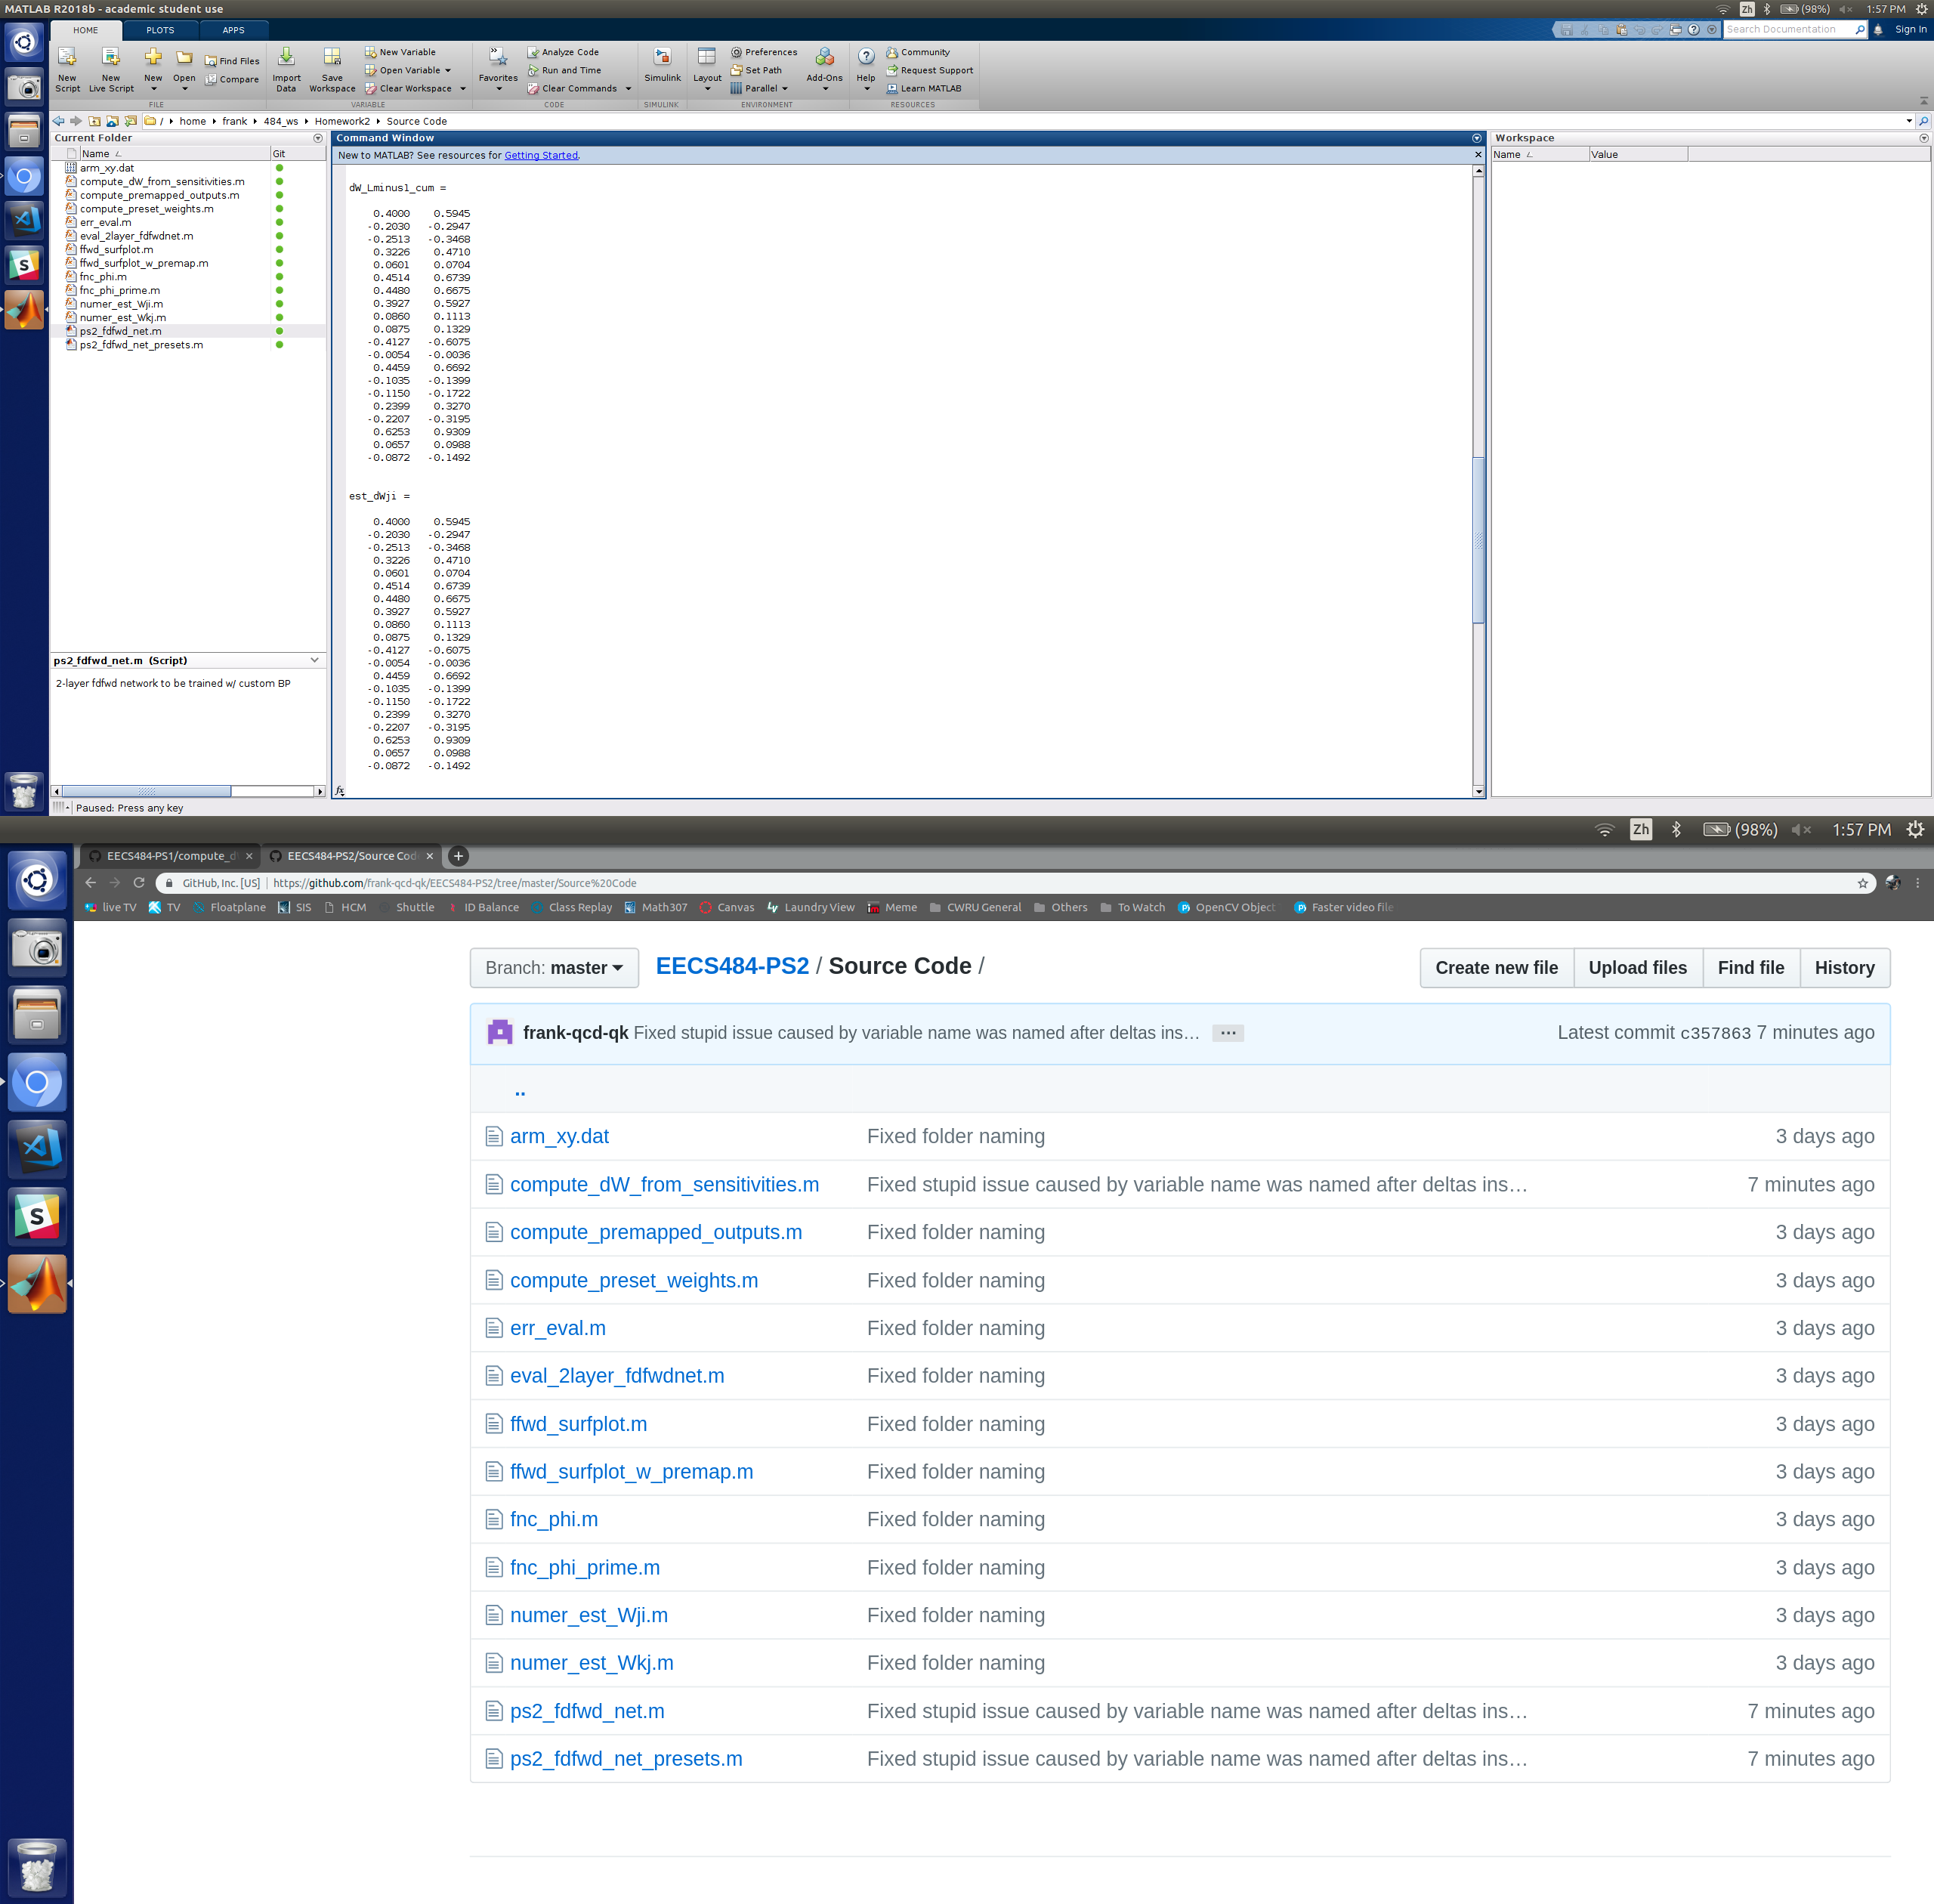 MATLAB R2018b - academic student use
Zh (98%) 1:57 PM
HOME PLOTS APPS
Search Documentation Sign In
New Script New Live Script New Open Find Files Compare Import Data Save Workspace New Variable Open Variable Clear Workspace Favorites Analyze Code Run and Time Clear Commands Simulink Layout Preferences Set Path Parallel Add-Ons Help Community Request Support Learn MATLAB
FILE VARIABLE CODE SIMULINK ENVIRONMENT RESOURCES
/ home frank 484_ws Homework2 Source Code
Current Folder
Name Git
arm_xy.dat
compute_dW_from_sensitivities.m
compute_premapped_outputs.m
compute_preset_weights.m
err_eval.m
eval_2layer_fdfwdnet.m
ffwd_surfplot.m
ffwd_surfplot_w_premap.m
fnc_phi.m
fnc_phi_prime.m
numer_est_Wji.m
numer_est_Wkj.m
ps2_fdfwd_net.m
ps2_fdfwd_net_presets.m
ps2_fdfwd_net.m (Script)
2-layer fdfwd network to be trained w/ custom BP
Paused: Press any key
Command Window
New to MATLAB? See resources for Getting Started.
dW_Lminus1_cum =
0.4000 0.5945
-0.2030 -0.2947
-0.2513 -0.3468
0.3226 0.4710
0.0601 0.0704
0.4514 0.6739
0.4480 0.6675
0.3927 0.5927
0.0860 0.1113
0.0875 0.1329
-0.4127 -0.6075
-0.0054 -0.0036
0.4459 0.6692
-0.1035 -0.1399
-0.1150 -0.1722
0.2399 0.3270
-0.2207 -0.3195
0.6253 0.9309
0.0657 0.0988
-0.0872 -0.1492
est_dWji =
0.4000 0.5945
-0.2030 -0.2947
-0.2513 -0.3468
0.3226 0.4710
0.0601 0.0704
0.4514 0.6739
0.4480 0.6675
0.3927 0.5927
0.0860 0.1113
0.0875 0.1329
-0.4127 -0.6075
-0.0054 -0.0036
0.4459 0.6692
-0.1035 -0.1399
-0.1150 -0.1722
0.2399 0.3270
-0.2207 -0.3195
0.6253 0.9309
0.0657 0.0988
-0.0872 -0.1492
fx
Workspace
Name Value
Zh (98%) 1:57 PM
EECS484-PS1/compute_d EECS484-PS2/Source Cod
GitHub, Inc. [US] https://github.com/frank-qcd-qk/EECS484-PS2/tree/master/Source%20Code
live TV TV Floatplane SIS HCM Shuttle ID Balance Class Replay Math307 Canvas Laundry View Meme CWRU General Others To Watch OpenCV Object Faster video file
Branch: master EECS484-PS2 / Source Code / Create new file Upload files Find file History
frank-qcd-qk Fixed stupid issue caused by variable name was named after deltas ins… … Latest commit c357863 7 minutes ago
..
arm_xy.dat Fixed folder naming 3 days ago
compute_dW_from_sensitivities.m Fixed stupid issue caused by variable name was named after deltas ins… 7 minutes ago
compute_premapped_outputs.m Fixed folder naming 3 days ago
compute_preset_weights.m Fixed folder naming 3 days ago
err_eval.m Fixed folder naming 3 days ago
eval_2layer_fdfwdnet.m Fixed folder naming 3 days ago
ffwd_surfplot.m Fixed folder naming 3 days ago
ffwd_surfplot_w_premap.m Fixed folder naming 3 days ago
fnc_phi.m Fixed folder naming 3 days ago
fnc_phi_prime.m Fixed folder naming 3 days ago
numer_est_Wji.m Fixed folder naming 3 days ago
numer_est_Wkj.m Fixed folder naming 3 days ago
ps2_fdfwd_net.m Fixed stupid issue caused by variable name was named after deltas ins… 7 minutes ago
ps2_fdfwd_net_presets.m Fixed stupid issue caused by variable name was named after deltas ins… 7 minutes ago